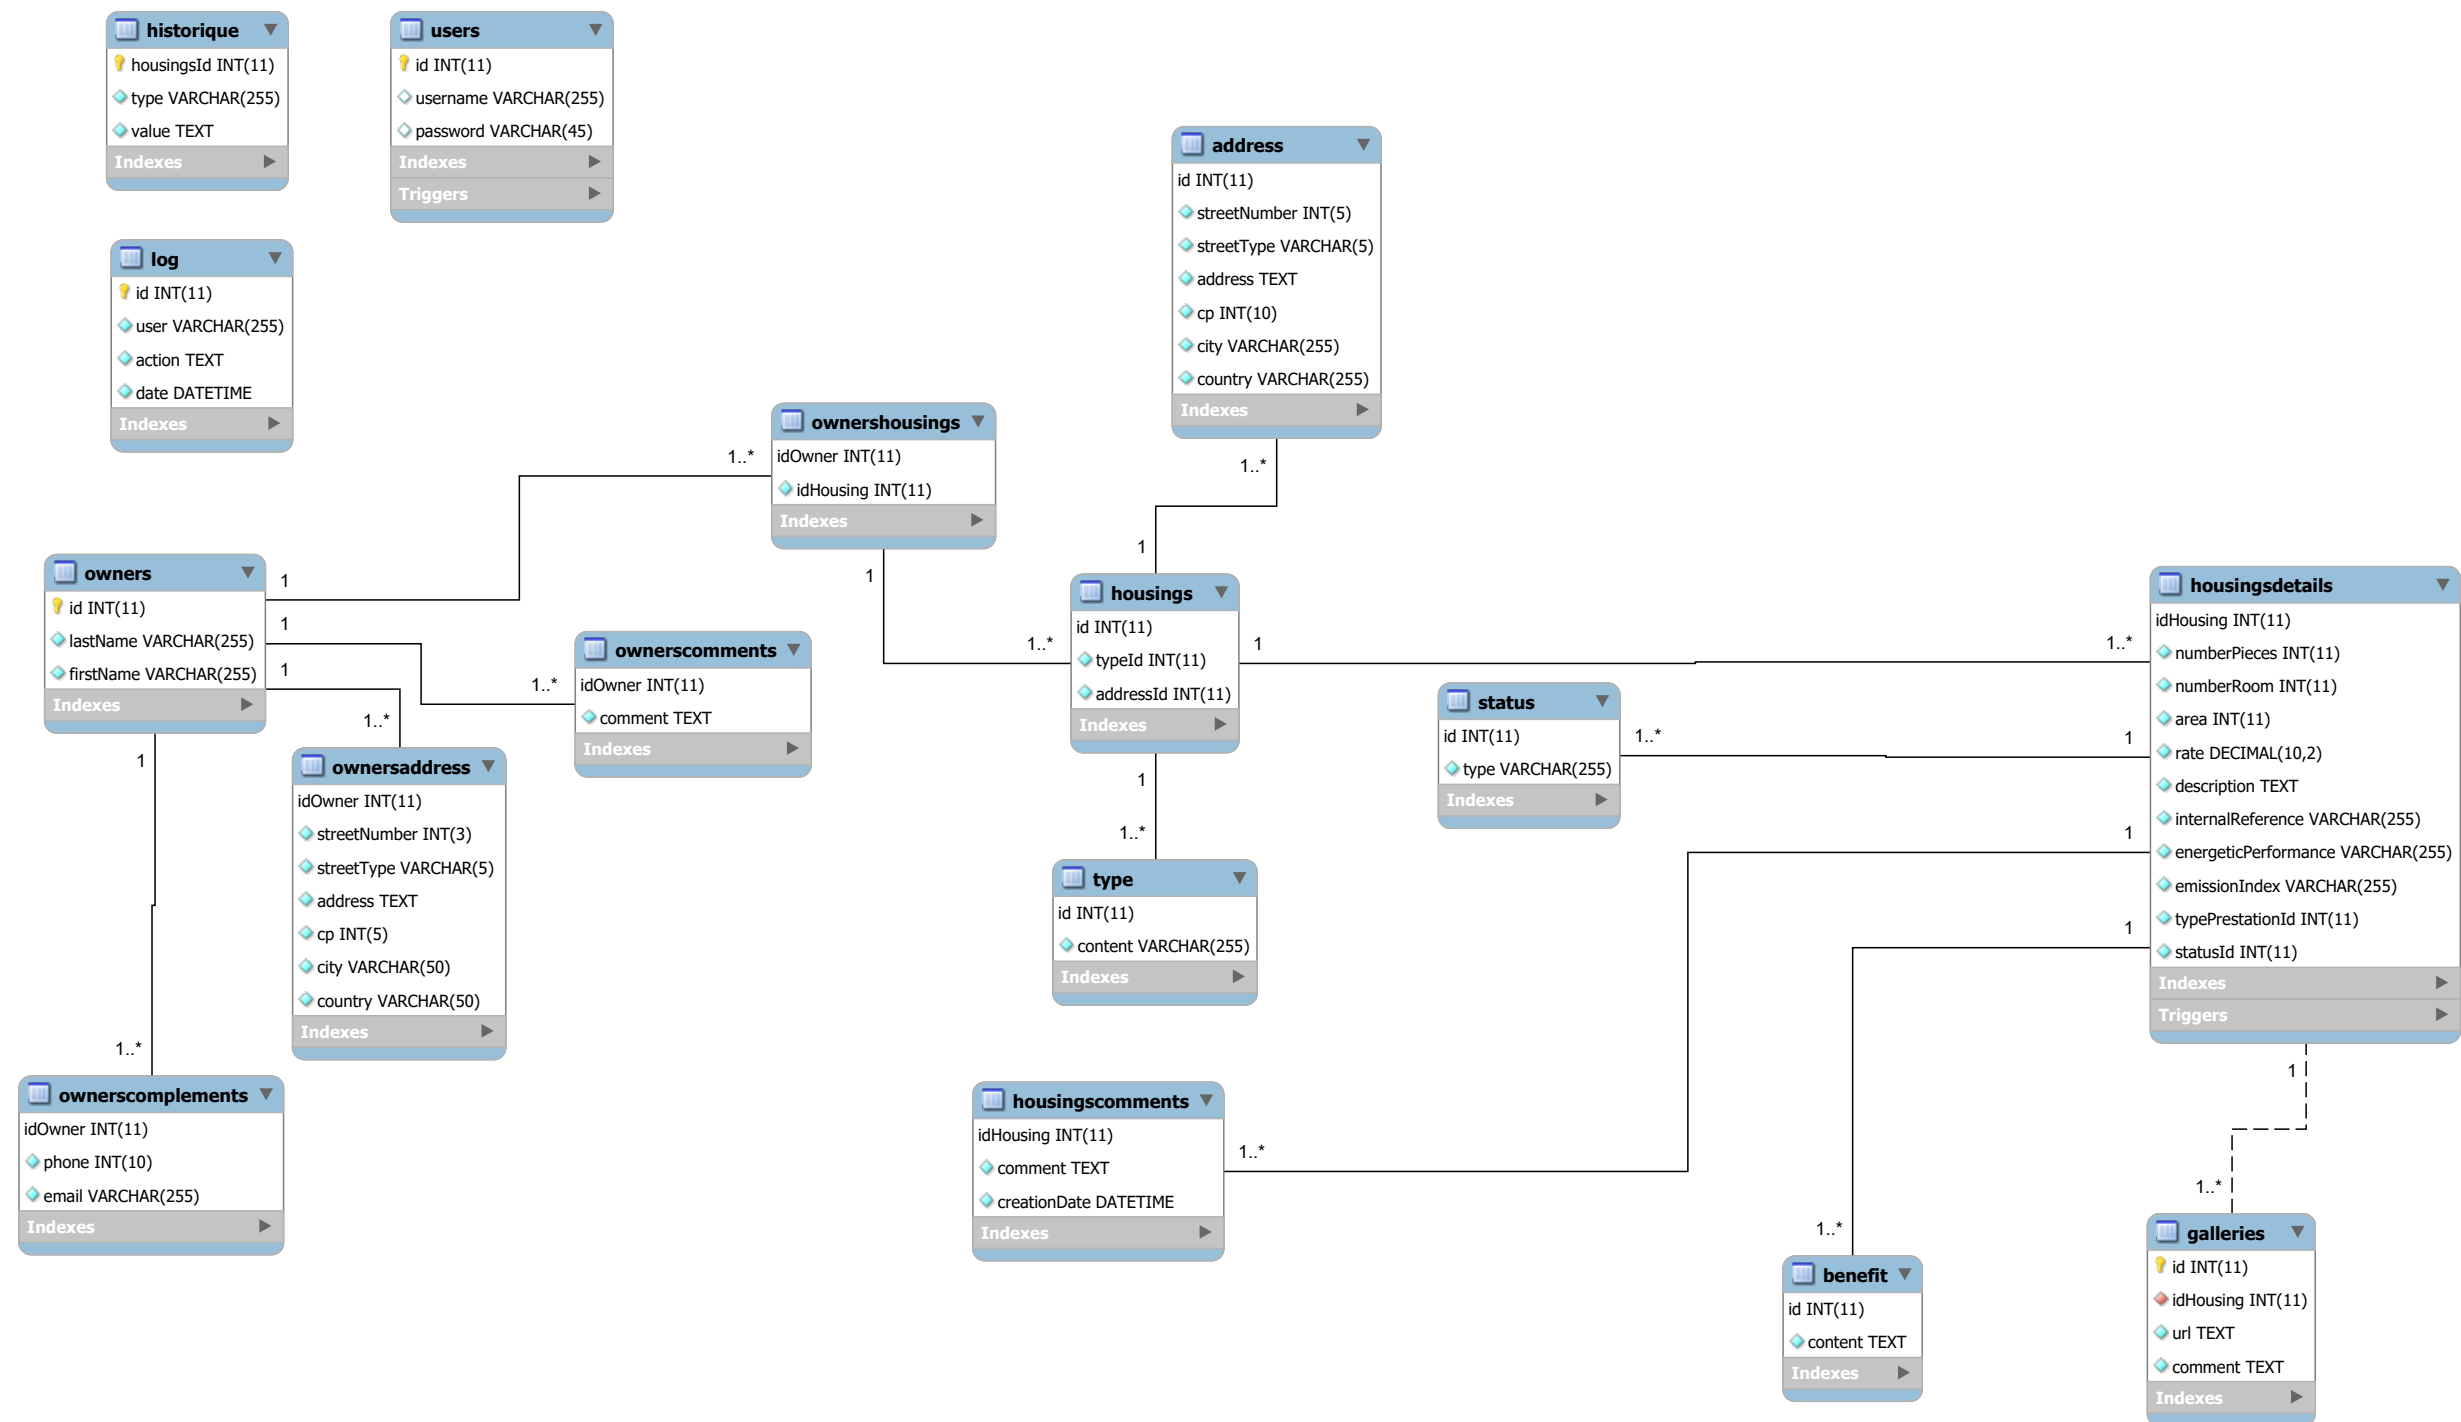 historique
housingsId INT(11)
type VARCHAR(255)
value TEXT
Indexes
users
id INT(11)
username VARCHAR(255)
password VARCHAR(45)
Indexes
Triggers
log
id INT(11)
user VARCHAR(255)
action TEXT
date DATETIME
Indexes
address
id INT(11)
streetNumber INT(5)
streetType VARCHAR(5)
address TEXT
cp INT(10)
city VARCHAR(255)
country VARCHAR(255)
Indexes
1..*
1
ownershousings
idOwner INT(11)
idHousing INT(11)
Indexes
1..*
1
1..*
owners
id INT(11)
lastName VARCHAR(255)
firstName VARCHAR(255)
Indexes
1
1
1
1
ownerscomments
idOwner INT(11)
comment TEXT
Indexes
1..*
1..*
ownersaddress
idOwner INT(11)
streetNumber INT(3)
streetType VARCHAR(5)
address TEXT
cp INT(5)
city VARCHAR(50)
country VARCHAR(50)
Indexes
1..*
ownerscomplements
idOwner INT(11)
phone INT(10)
email VARCHAR(255)
Indexes
housings
id INT(11)
typeId INT(11)
addressId INT(11)
Indexes
1
1..*
1
1..*
type
id INT(11)
content VARCHAR(255)
Indexes
status
id INT(11)
type VARCHAR(255)
Indexes
1..*
1
housingsdetails
idHousing INT(11)
numberPieces INT(11)
numberRoom INT(11)
area INT(11)
rate DECIMAL(10,2)
description TEXT
internalReference VARCHAR(255)
energeticPerformance VARCHAR(255)
emissionIndex VARCHAR(255)
typePrestationId INT(11)
statusId INT(11)
Indexes
Triggers
1
1
1
1..*
housingscomments
idHousing INT(11)
comment TEXT
creationDate DATETIME
Indexes
1..*
1..*
benefit
id INT(11)
content TEXT
Indexes
galleries
id INT(11)
idHousing INT(11)
url TEXT
comment TEXT
Indexes